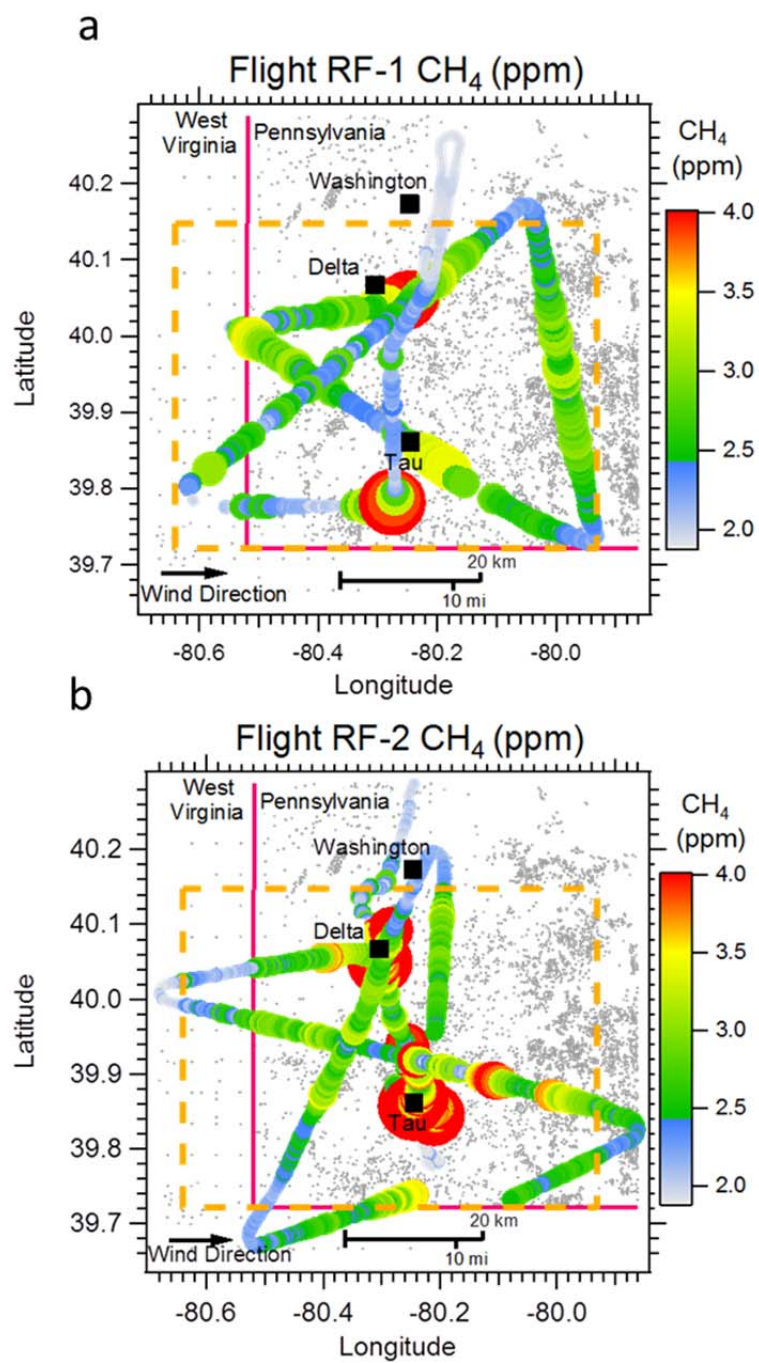 a
Flight RF-1 CH₄ (ppm)
West
Virginia
Pennsylvania
Washington
Delta
Tau
40.2
40.1
40.0
39.9
39.8
39.7
Latitude
Wind Direction
20 km
10 mi
-80.6
-80.4
-80.2
-80.0
Longitude
CH₄
(ppm)
4.0
3.5
3.0
2.5
2.0
b
Flight RF-2 CH₄ (ppm)
West
Virginia
Pennsylvania
Washington
Delta
Tau
40.2
40.1
40.0
39.9
39.8
39.7
Latitude
Wind Direction
20 km
10 mi
-80.6
-80.4
-80.2
-80.0
Longitude
CH₄
(ppm)
4.0
3.5
3.0
2.5
2.0